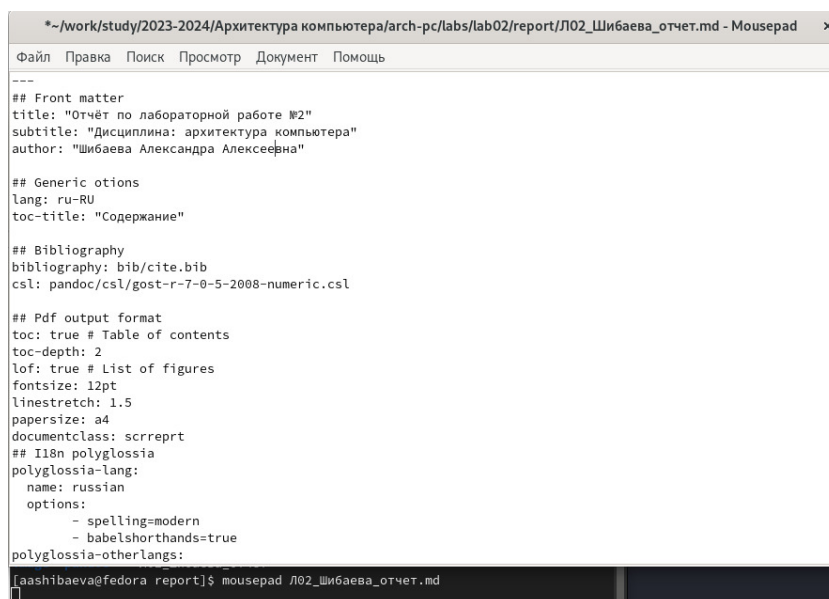 *~/work/study/2023-2024/Архитектура компьютера/arch-pc/labs/lab02/report/Л02_Шибаева_отчет.md - Mousepad
Файл Правка Поиск Просмотр Документ Помощь
---
## Front matter
title: "Отчёт по лабораторной работе №2"
subtitle: "Дисциплина: архитектура компьютера"
author: "Шибаева Александра Алексеевна"

## Generic otions
lang: ru-RU
toc-title: "Содержание"

## Bibliography
bibliography: bib/cite.bib
csl: pandoc/csl/gost-r-7-0-5-2008-numeric.csl

## Pdf output format
toc: true # Table of contents
toc-depth: 2
lof: true # List of figures
fontsize: 12pt
linestretch: 1.5
papersize: a4
documentclass: scrreprt
## I18n polyglossia
polyglossia-lang:
  name: russian
  options:
        - spelling=modern
        - babelshorthands=true
polyglossia-otherlangs:
[aashibaeva@fedora report]$ mousepad Л02_Шибаева_отчет.md